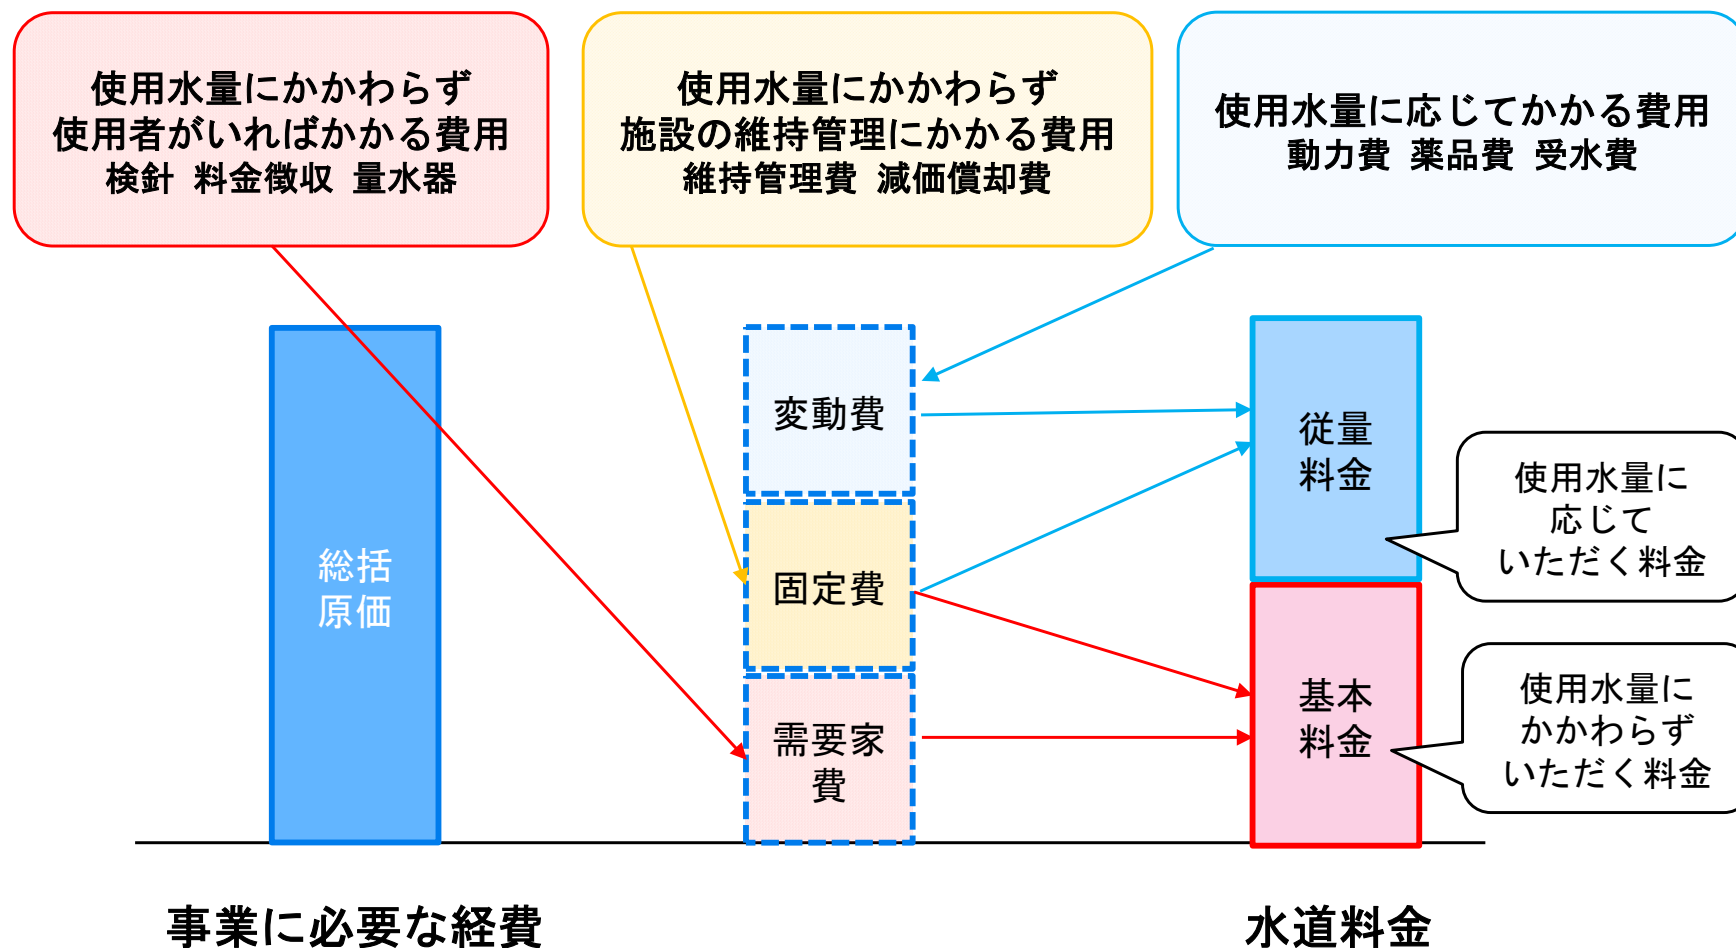 使用水量にかかわらず
使用者がいればかかる費用
検針 料金徴収 量水器
使用水量にかかわらず
施設の維持管理にかかる費用
維持管理費 減価償却費
使用水量に応じてかかる費用
動力費 薬品費 受水費
総括
原価
変動費
固定費
需要家
費
従量
料金
基本
料金
使用水量に
応じて
いただく料金
使用水量に
かかわらず
いただく料金
事業に必要な経費
水道料金